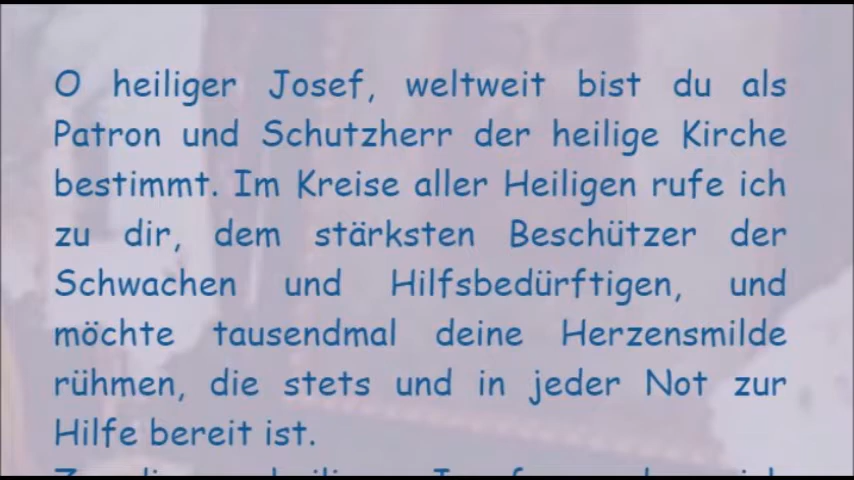 O heiliger Josef, weltweit bist du als
Patron und Schutzherr der heilige Kirche
bestimmt. Im Kreise aller Heiligen rufe ich
zu dir, dem stärksten Beschützer der
Schwachen und Hilfsbedürftigen, und
möchte tausendmal deine Herzensmilde
rühmen, die stets und in jeder Not zur
Hilfe bereit ist.